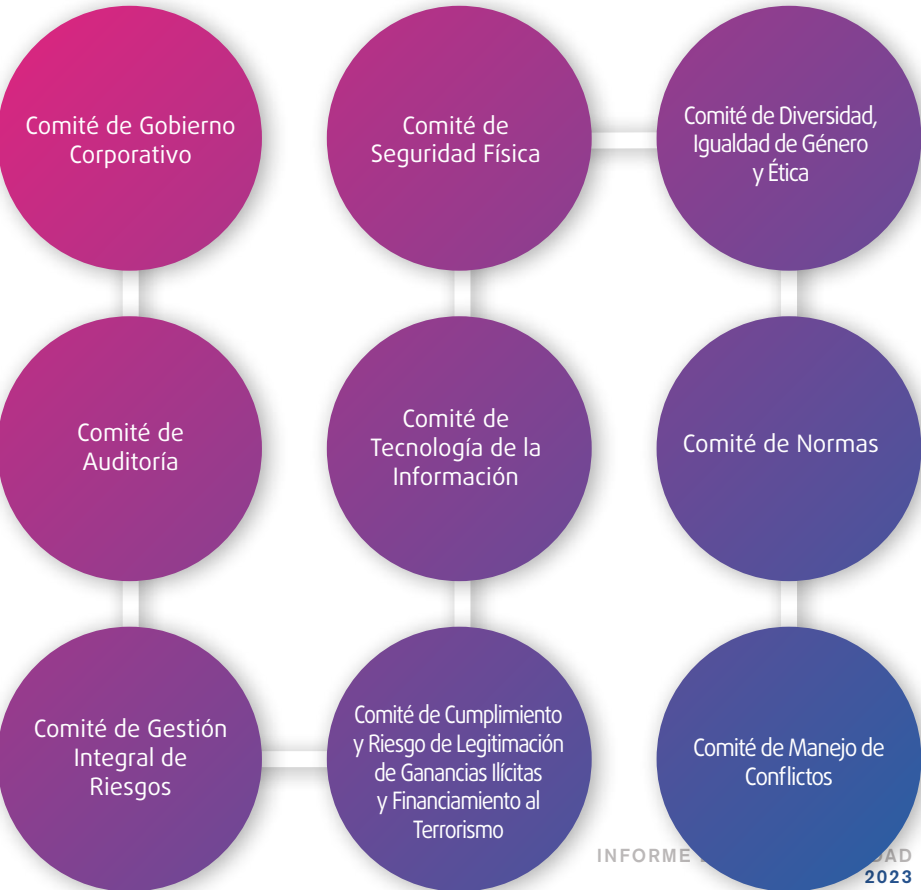 Comité de Gobierno
Corporativo
Comité de
Seguridad Física
Comité de Diversidad,
Igualdad de Género
y Ética
Comité de
Auditoría
Comité de
Tecnología de la
Información
Comité de Normas
Comité de Gestión
Integral de
Riesgos
Comité de Cumplimiento
y Riesgo de Legitimación
de Ganancias Ilícitas
y Financiamiento al
Terrorismo
Comité de Manejo de
Conflictos
INFORME
2023